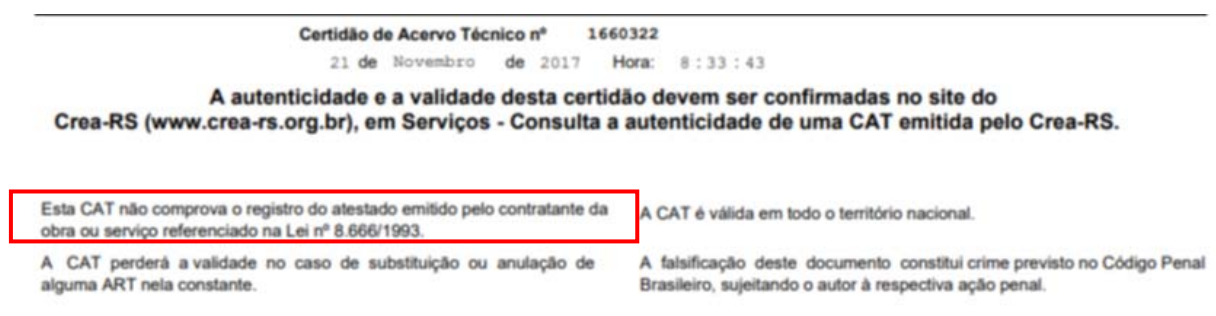 Certidão de Acervo Técnico nº 1660322
21 de Novembro de 2017 Hora: 8:33:43
A autenticidade e a validade desta certidão devem ser confirmadas no site do
Crea-RS (www.crea-rs.org.br), em Serviços - Consulta a autenticidade de uma CAT emitida pelo Crea-RS.
Esta CAT não comprova o registro do atestado emitido pelo contratante da
obra ou serviço referenciado na Lei nº 8.666/1993.
A CAT é válida em todo o território nacional.
A CAT perderá a validade no caso de substituição ou anulação de
alguma ART nela constante.
A falsificação deste documento constitui crime previsto no Código Penal
Brasileiro, sujeitando o autor à respectiva ação penal.